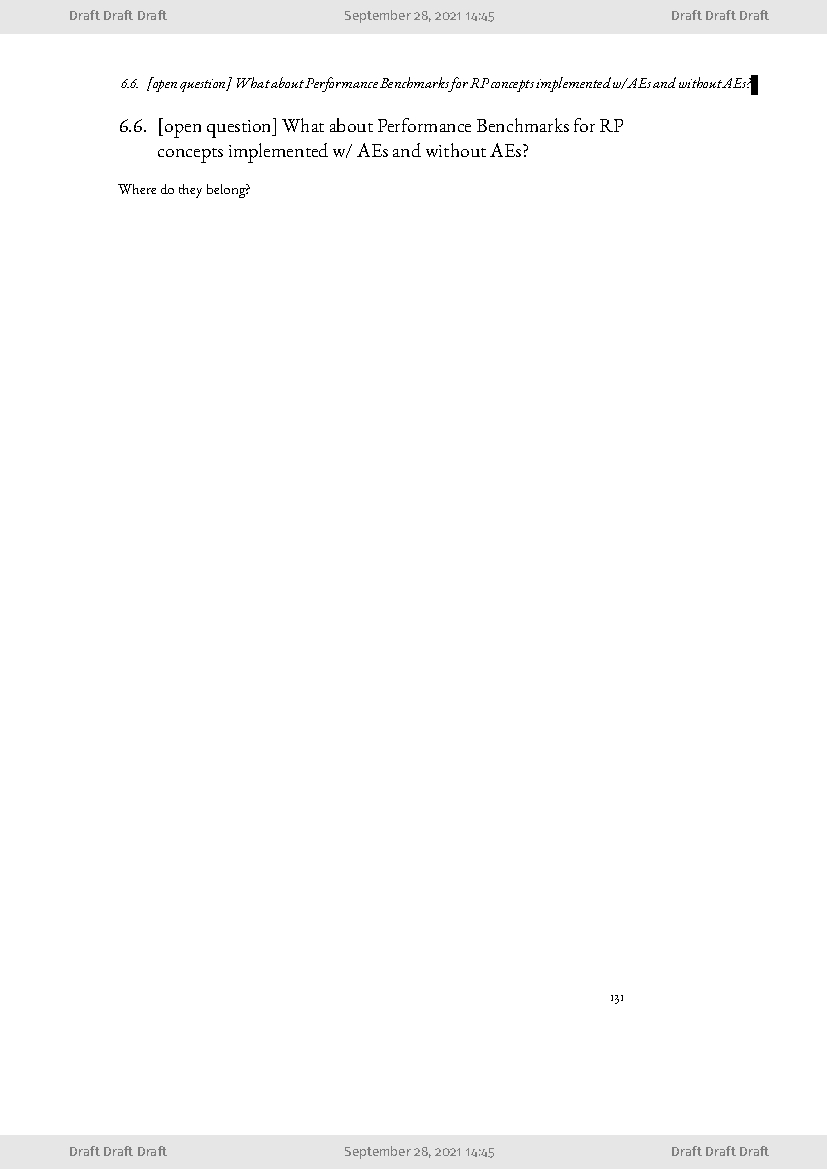 Draft Draft Draft September 28, 2021 14:45 Draft Draft Draft
6.6. [open question] What about Performance Benchmarks for RP concepts implemented w/ AEs and without AEs?
6.6. [open question] What about Performance Benchmarks for RP
concepts implemented w/ AEs and without AEs?
Where do they belong?
131
Draft Draft Draft September 28, 2021 14:45 Draft Draft Draft